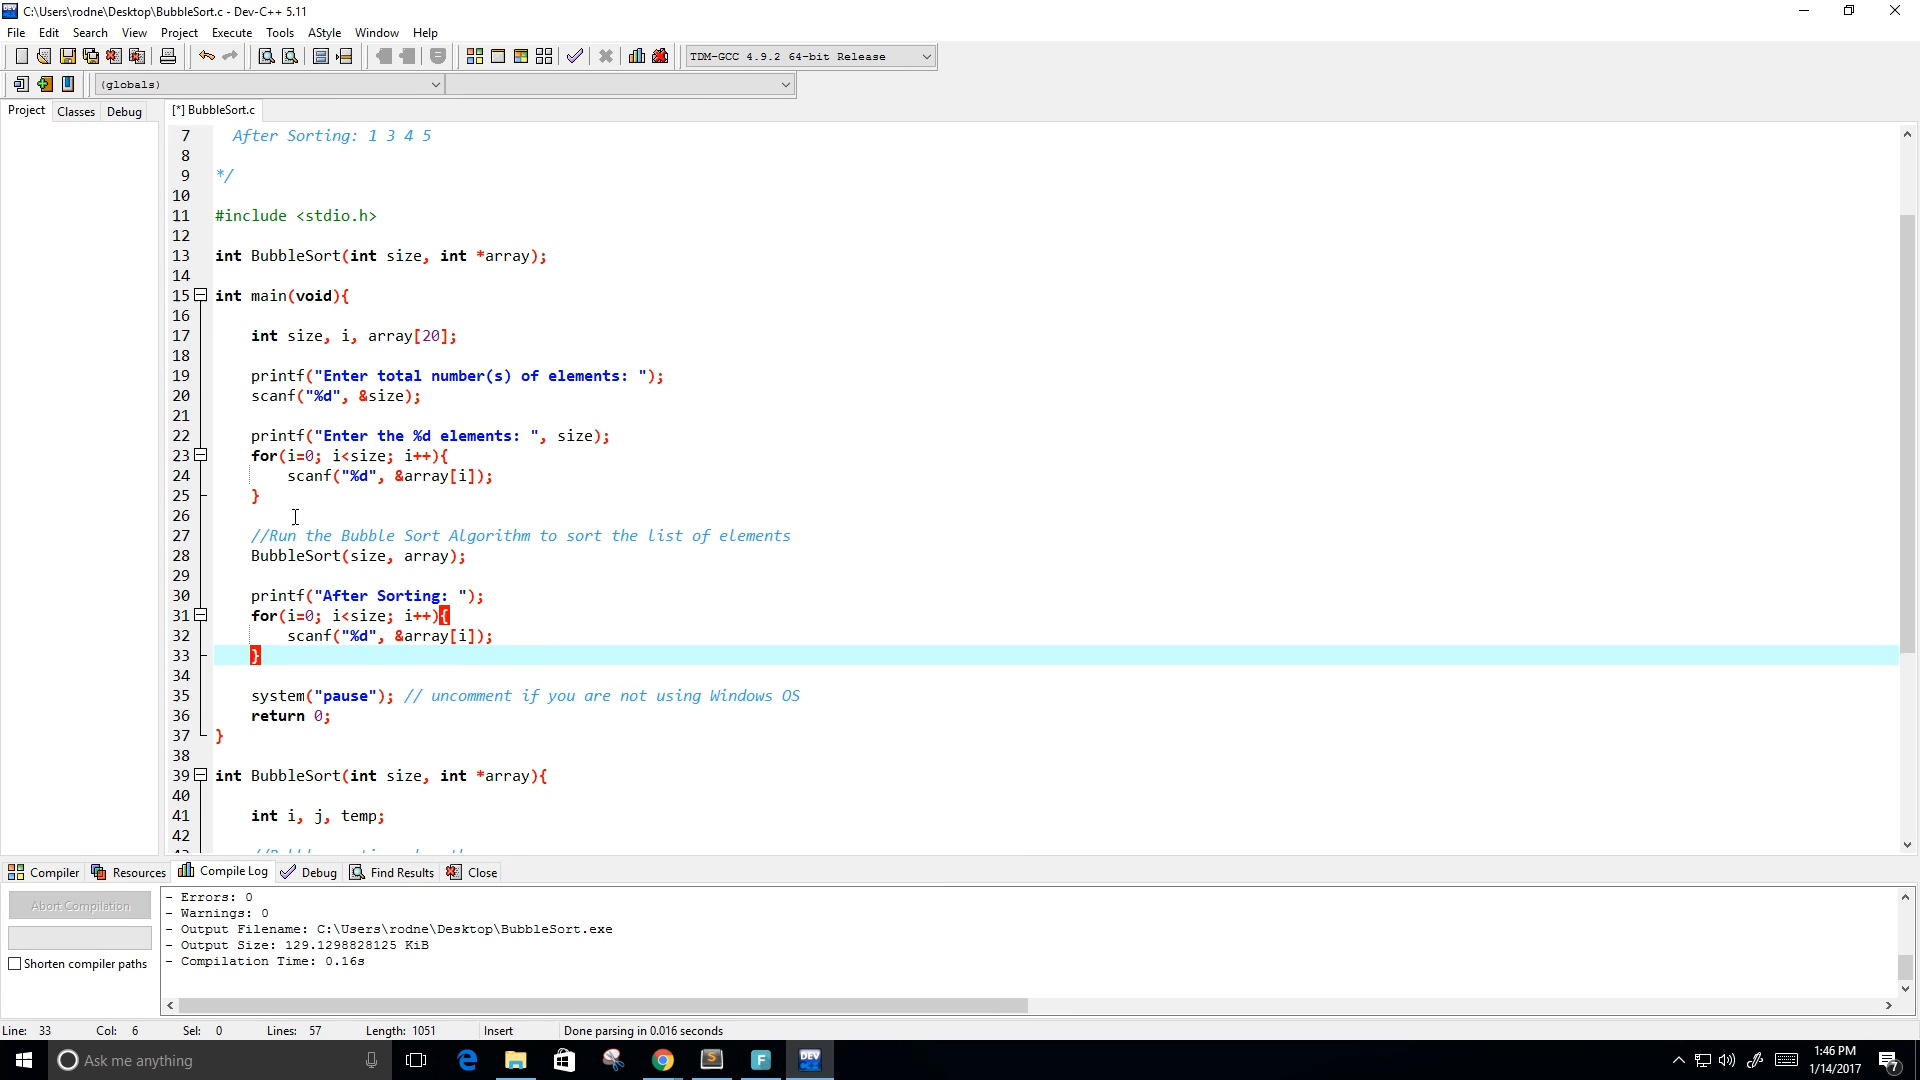 C:\Users\rodne\Desktop\BubbleSort.c - Dev-C++ 5.11
File Edit Search View Project Execute Tools AStyle Window Help
TDM-GCC 4.9.2 64-bit Release
(globals)
Project Classes Debug [*] BubbleSort.c
7 After Sorting: 1 3 4 5
8
9 */
10
11 #include <stdio.h>
12
13 int BubbleSort(int size, int *array);
14
15 int main(void){
16
17 int size, i, array[20];
18
19 printf("Enter total number(s) of elements: ");
20 scanf("%d", &size);
21
22 printf("Enter the %d elements: ", size);
23 for(i=0; i<size; i++){
24 scanf("%d", &array[i]);
25 }
26
27 //Run the Bubble Sort Algorithm to sort the list of elements
28 BubbleSort(size, array);
29
30 printf("After Sorting: ");
31 for(i=0; i<size; i++){
32 scanf("%d", &array[i]);
33 }
34
35 system("pause"); // uncomment if you are not using Windows OS
36 return 0;
37 }
38
39 int BubbleSort(int size, int *array){
40
41 int i, j, temp;
42
Compiler Resources Compile Log Debug Find Results Close
Abort Compilation
Shorten compiler paths
- Errors: 0
- Warnings: 0
- Output Filename: C:\Users\rodne\Desktop\BubbleSort.exe
- Output Size: 129.1298828125 KiB
- Compilation Time: 0.16s
Line: 33 Col: 6 Sel: 0 Lines: 57 Length: 1051 Insert Done parsing in 0.016 seconds
Ask me anything
DEV
1:46 PM
1/14/2017
7